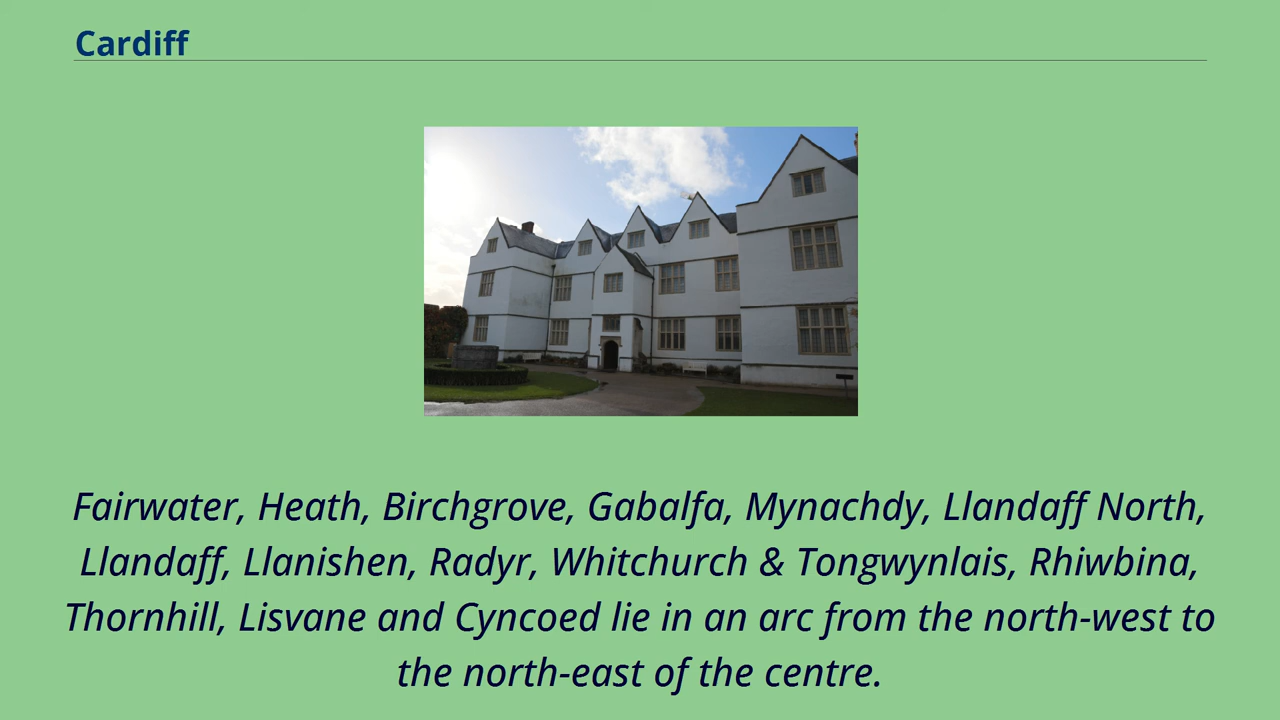 Cardiff
Fairwater, Heath, Birchgrove, Gabalfa, Mynachdy, Llandaff North,
Llandaff, Llanishen, Radyr, Whitchurch & Tongwynlais, Rhiwbina,
Thornhill, Lisvane and Cyncoed lie in an arc from the north-west to
the north-east of the centre.